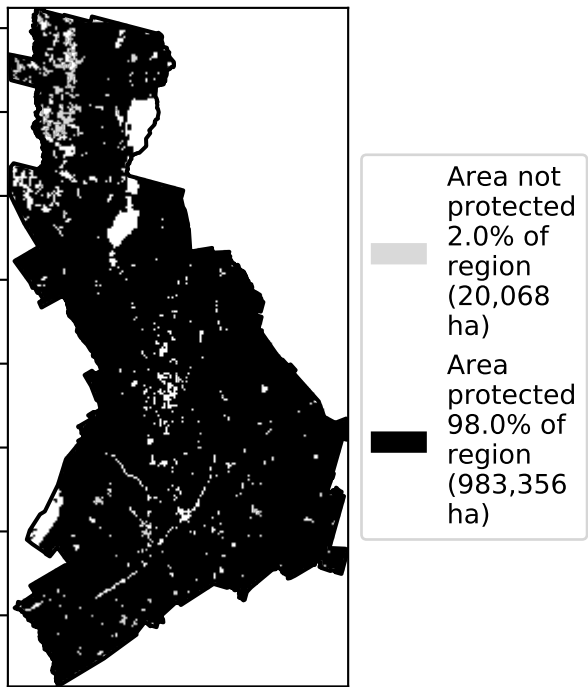 Area not
protected
2.0% of
region
(20,068
ha)
Area
protected
98.0% of
region
(983,356
ha)